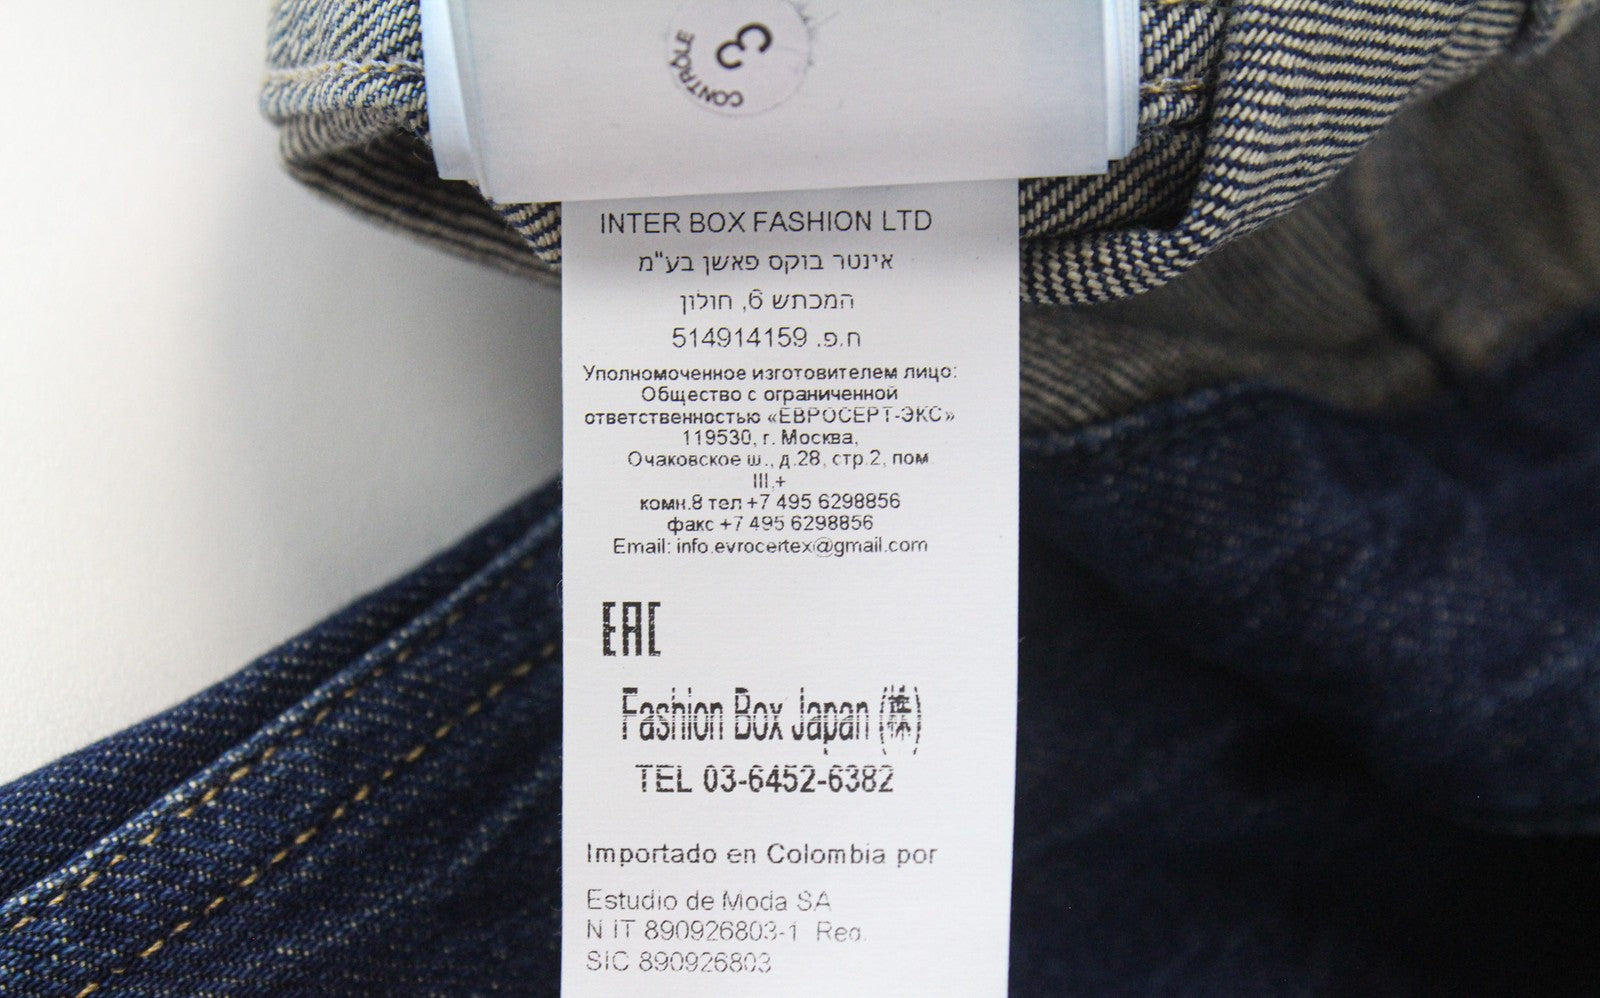 3
CONTROLE
INTER BOX FASHION LTD
אינטר בוקס פאשן בע"מ
המכתש 6, חולון
ח.פ. 514914159
Уполномоченное изготовителем лицо:
Общество с ограниченной
ответственностью «ЕВРОСЕРТ-ЭКС»
119530, г. Москва,
Очаковское ш., д.28, стр.2, пом
III,+
комн.8 тел +7 495 6298856
факс +7 495 6298856
Email: info.evrocertex@gmail.com
EAC
Fashion Box Japan (株)
TEL 03-6452-6382
Importado en Colombia por
Estudio de Moda SA
N IT 890926803-1 Reg.
SIC 890926803